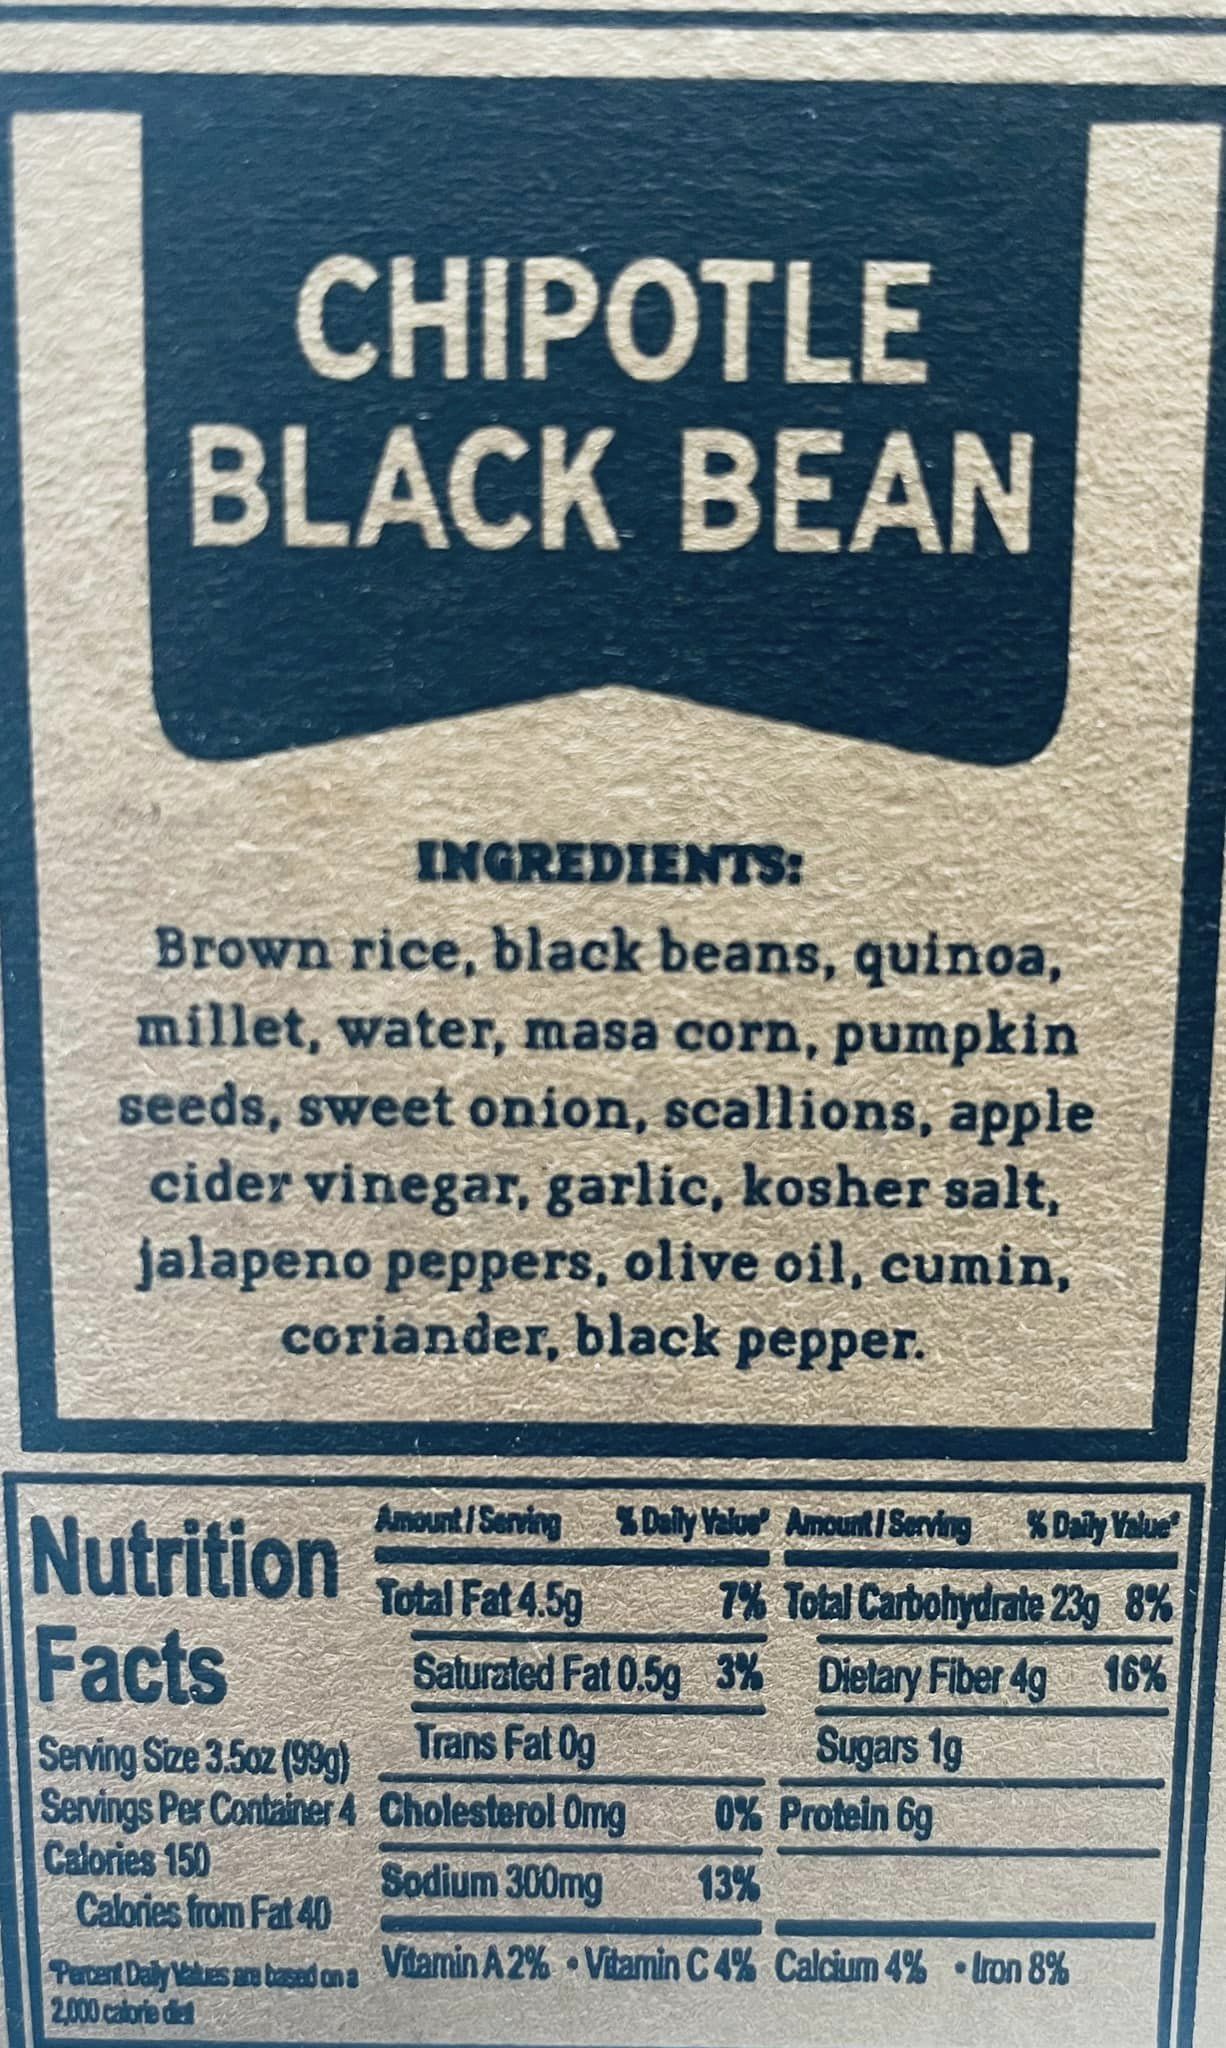 CHIPOTLE
BLACK BEAN
INGREDIENTS:
Brown rice, black beans, quinoa,
millet, water, masa corn, pumpkin
seeds, sweet onion, scallions, apple
cider vinegar, garlic, kosher salt,
jalapeno peppers, olive oil, cumin,
coriander, black pepper.
Nutrition
Facts
Serving Size 3.5oz (99g)
Servings Per Container 4
Calories 150
Calories from Fat 40
*Percent Daily Values are based on a
2,000 calorie diet
Amount / Serving % Daily Value*
Total Fat 4.5g 7%
Saturated Fat 0.5g 3%
Trans Fat 0g
Cholesterol 0mg 0%
Sodium 300mg 13%
Amount / Serving % Daily Value*
Total Carbohydrate 23g 8%
Dietary Fiber 4g 16%
Sugars 1g
Protein 6g
Vitamin A 2% • Vitamin C 4% Calcium 4% • Iron 8%